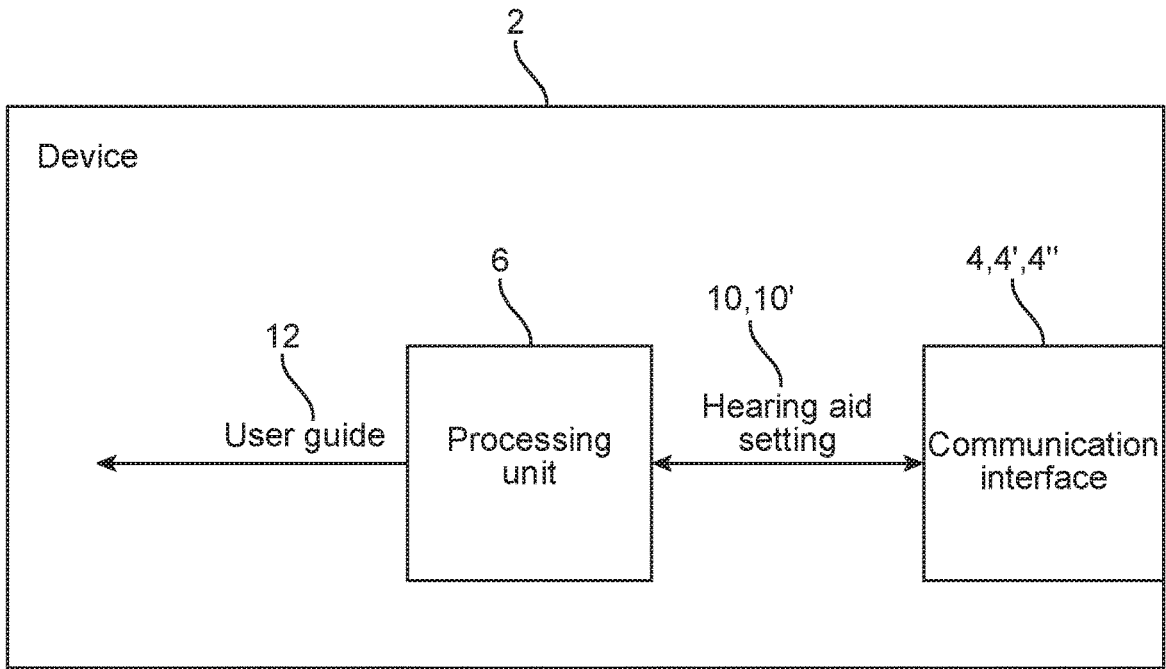 2
Device
6
4,4',4"
10,10'
12
Hearing aid
setting
User guide
Processing
unit
Communication
interface